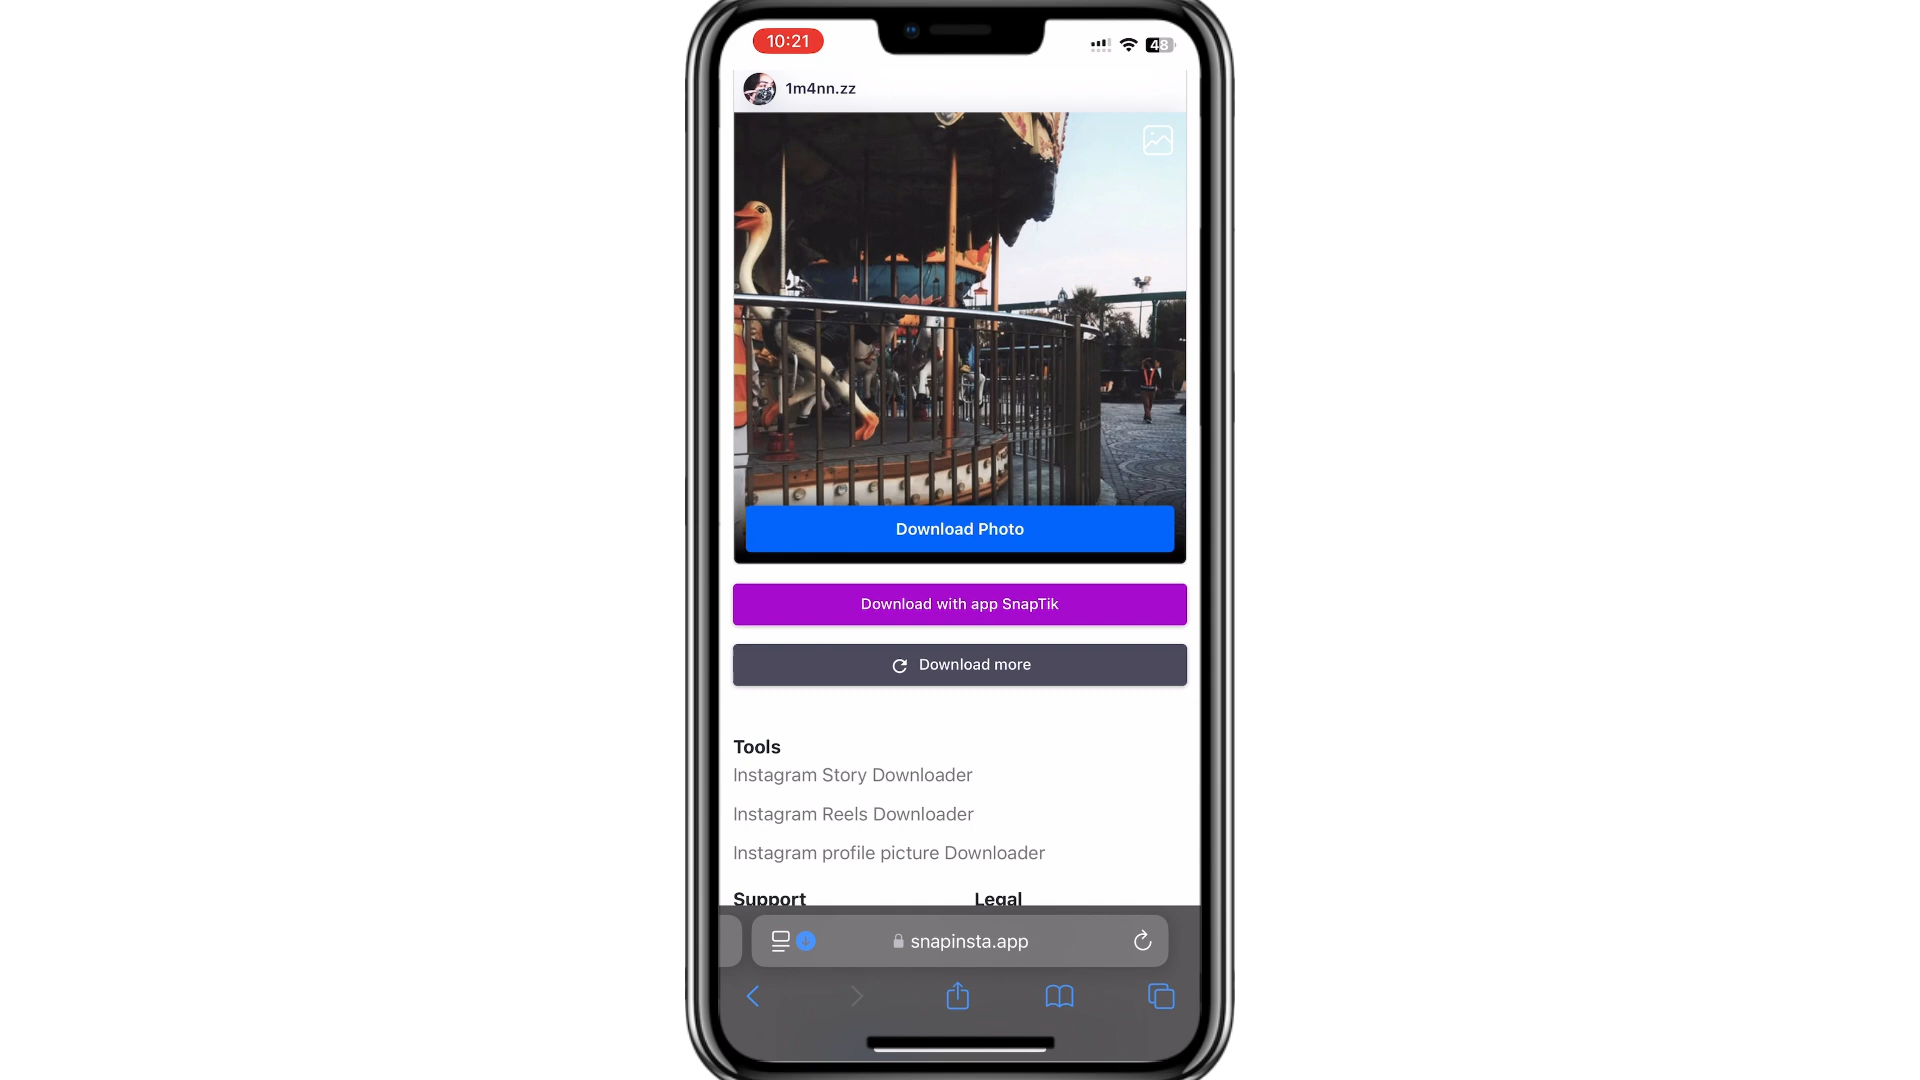 10:21
48
1m4nn.zz
Download Photo
Download with app SnapTik
Download more
Tools
Instagram Story Downloader
Instagram Reels Downloader
Instagram profile picture Downloader
Support Legal
snapinsta.app